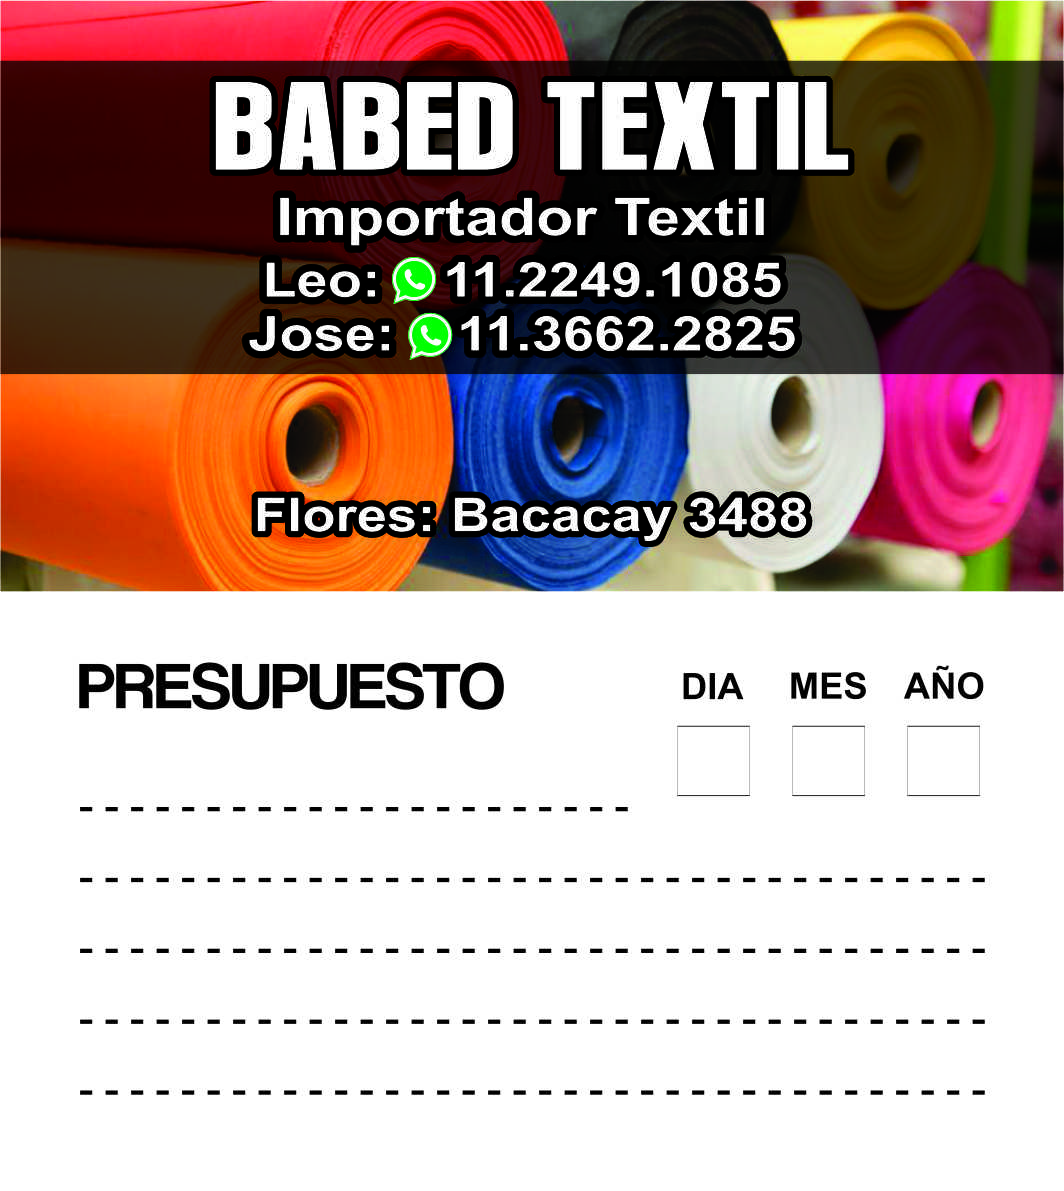 BABED TEXTIL
Importador Textil
Leo: 11.2249.1085
Jose: 11.3662.2825
Flores: Bacacay 3488
PRESUPUESTO
DIA MES AÑO